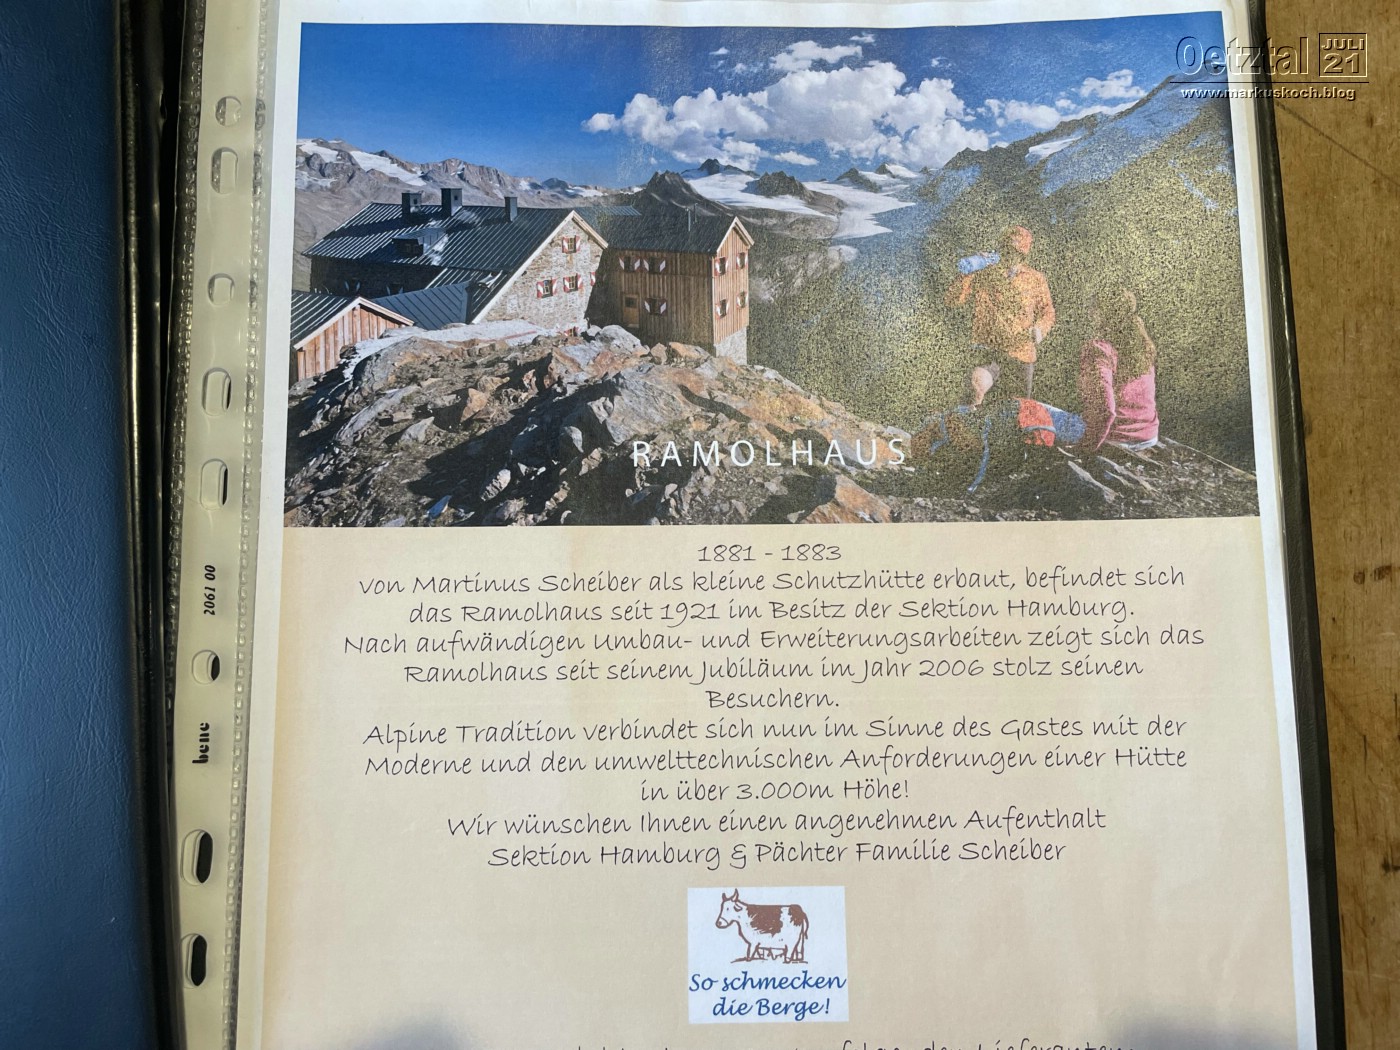 Oetztal JULI 21
www.markuskoch.blog
RAMOLHAUS
1881 - 1883
von Martinus Scheiber als kleine Schutzhütte erbaut, befindet sich
das Ramolhaus seit 1921 im Besitz der Sektion Hamburg.
Nach aufwändigen Umbau- und Erweiterungsarbeiten zeigt sich das
Ramolhaus seit seinem Jubiläum im Jahr 2006 stolz seinen
Besuchern.
Alpine Tradition verbindet sich nun im Sinne des Gastes mit der
Moderne und den umwelttechnischen Anforderungen einer Hütte
in über 3.000m Höhe!
Wir wünschen Ihnen einen angenehmen Aufenthalt
Sektion Hamburg & Pächter Familie Scheiber
So schmecken
die Berge!
2061 00
bene